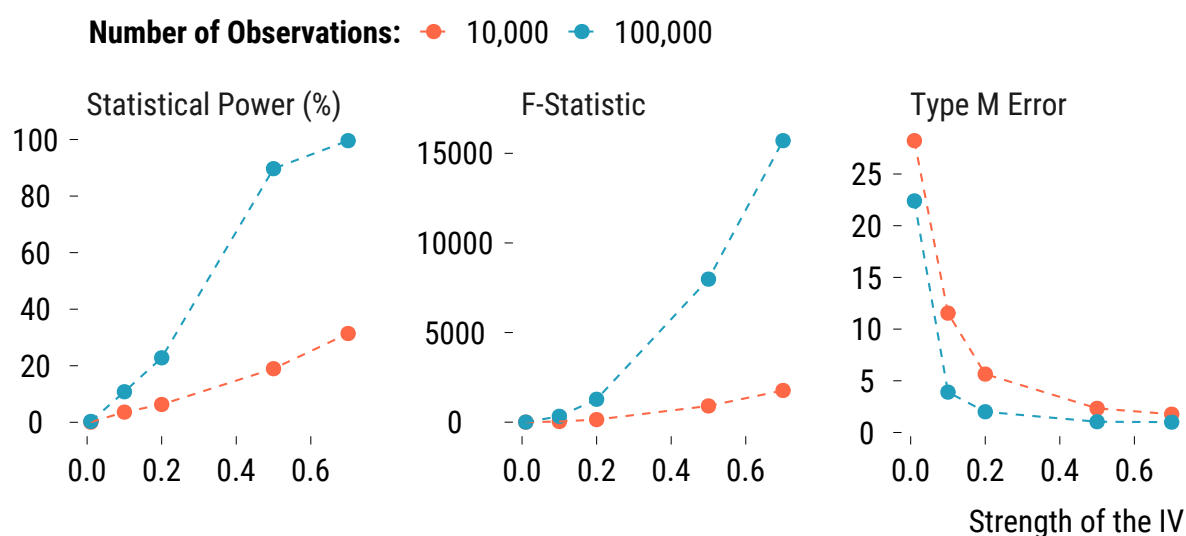 Number of Observations: 10,000 100,000
Statistical Power (%)
100
80
60
40
20
0
0.0 0.2 0.4 0.6
F-Statistic
15000
10000
5000
0
0.0 0.2 0.4 0.6
Type M Error
25
20
15
10
5
0
0.0 0.2 0.4 0.6
Strength of the IV